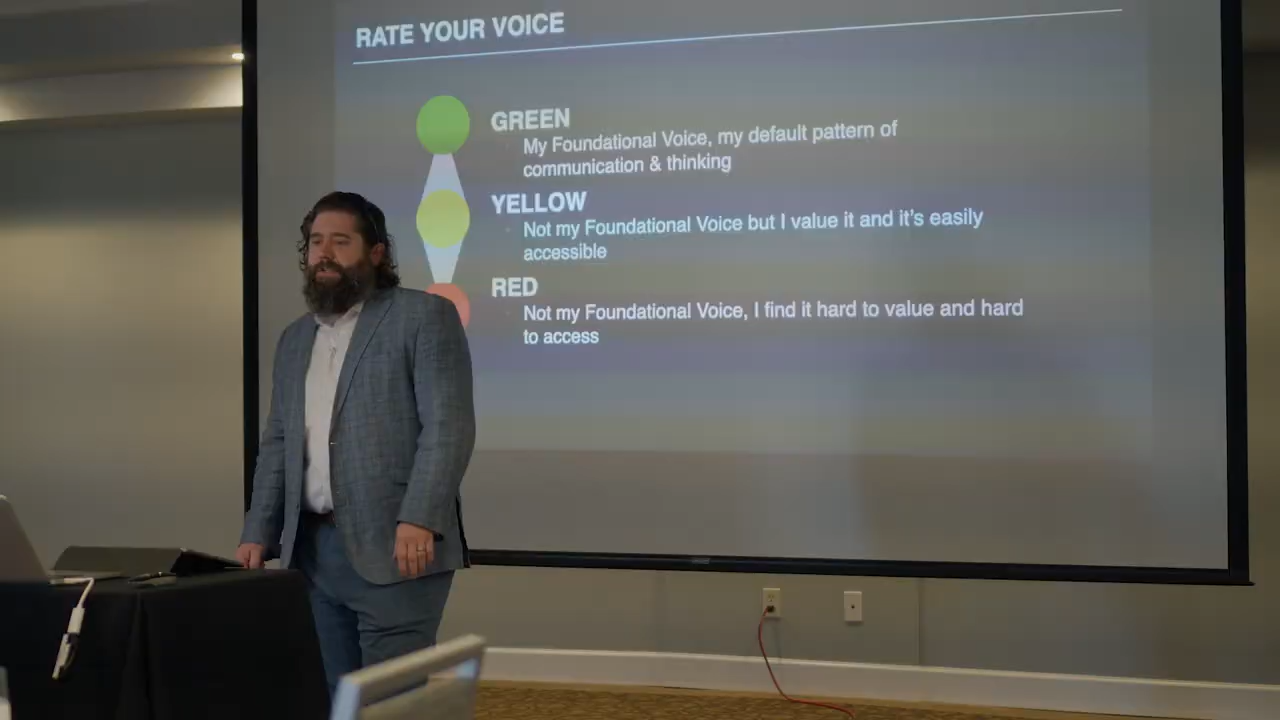 RATE YOUR VOICE
GREEN
My Foundational Voice, my default pattern of
communication & thinking
YELLOW
Not my Foundational Voice but I value it and it's easily
accessible
RED
Not my Foundational Voice, I find it hard to value and hard
to access